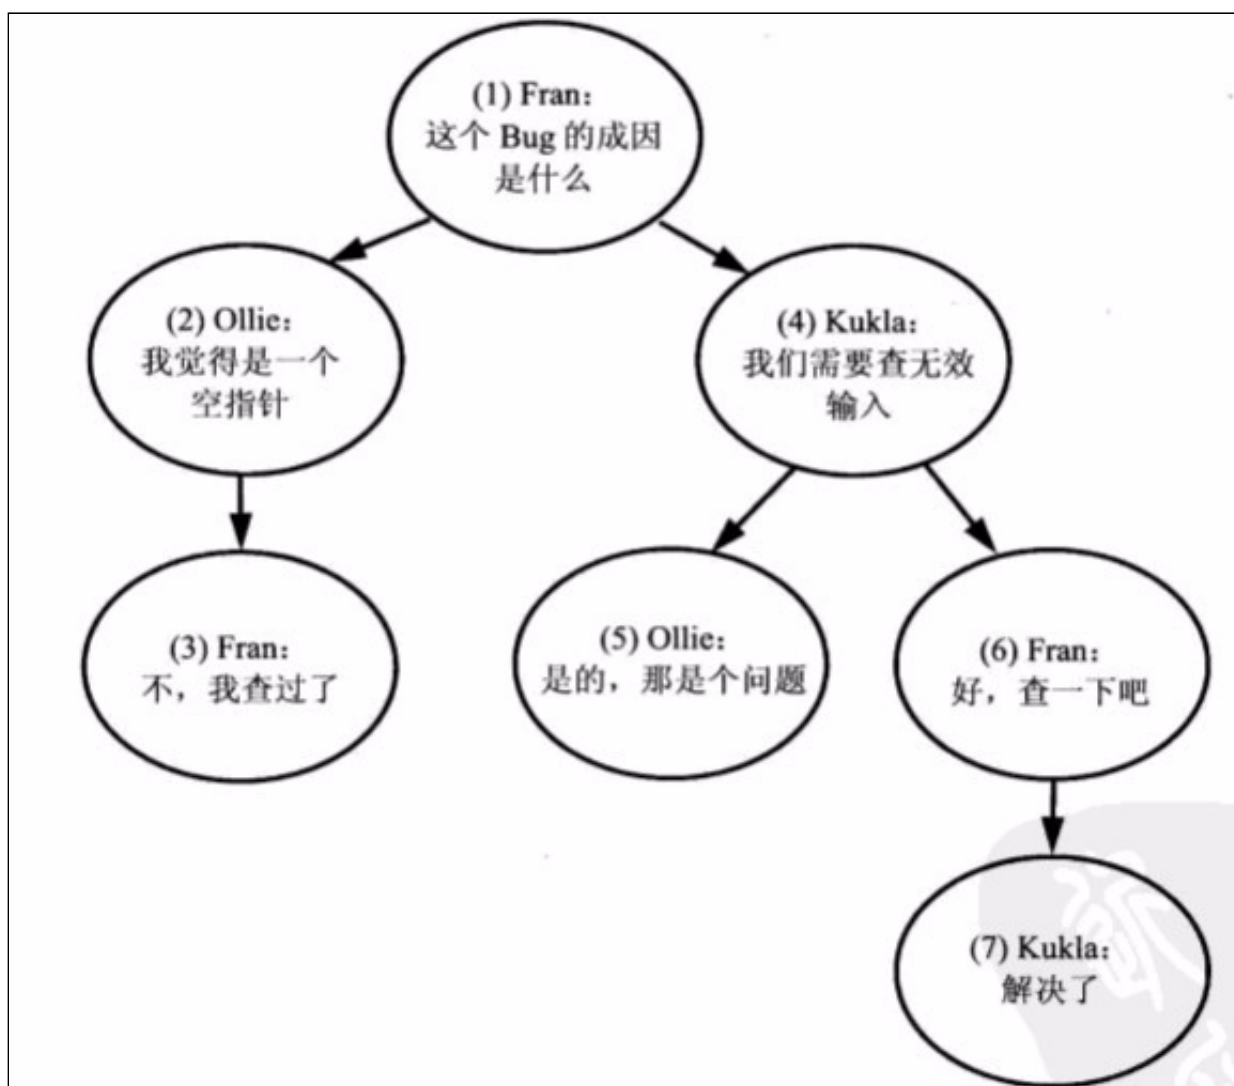 (1) Fran：
这个 Bug 的成因
是什么
(2) Ollie：
我觉得是一个
空指针
(4) Kukla：
我们需要查无效
输入
(3) Fran：
不，我查过了
(5) Ollie：
是的，那是个问题
(6) Fran：
好，查一下吧
(7) Kukla：
解决了